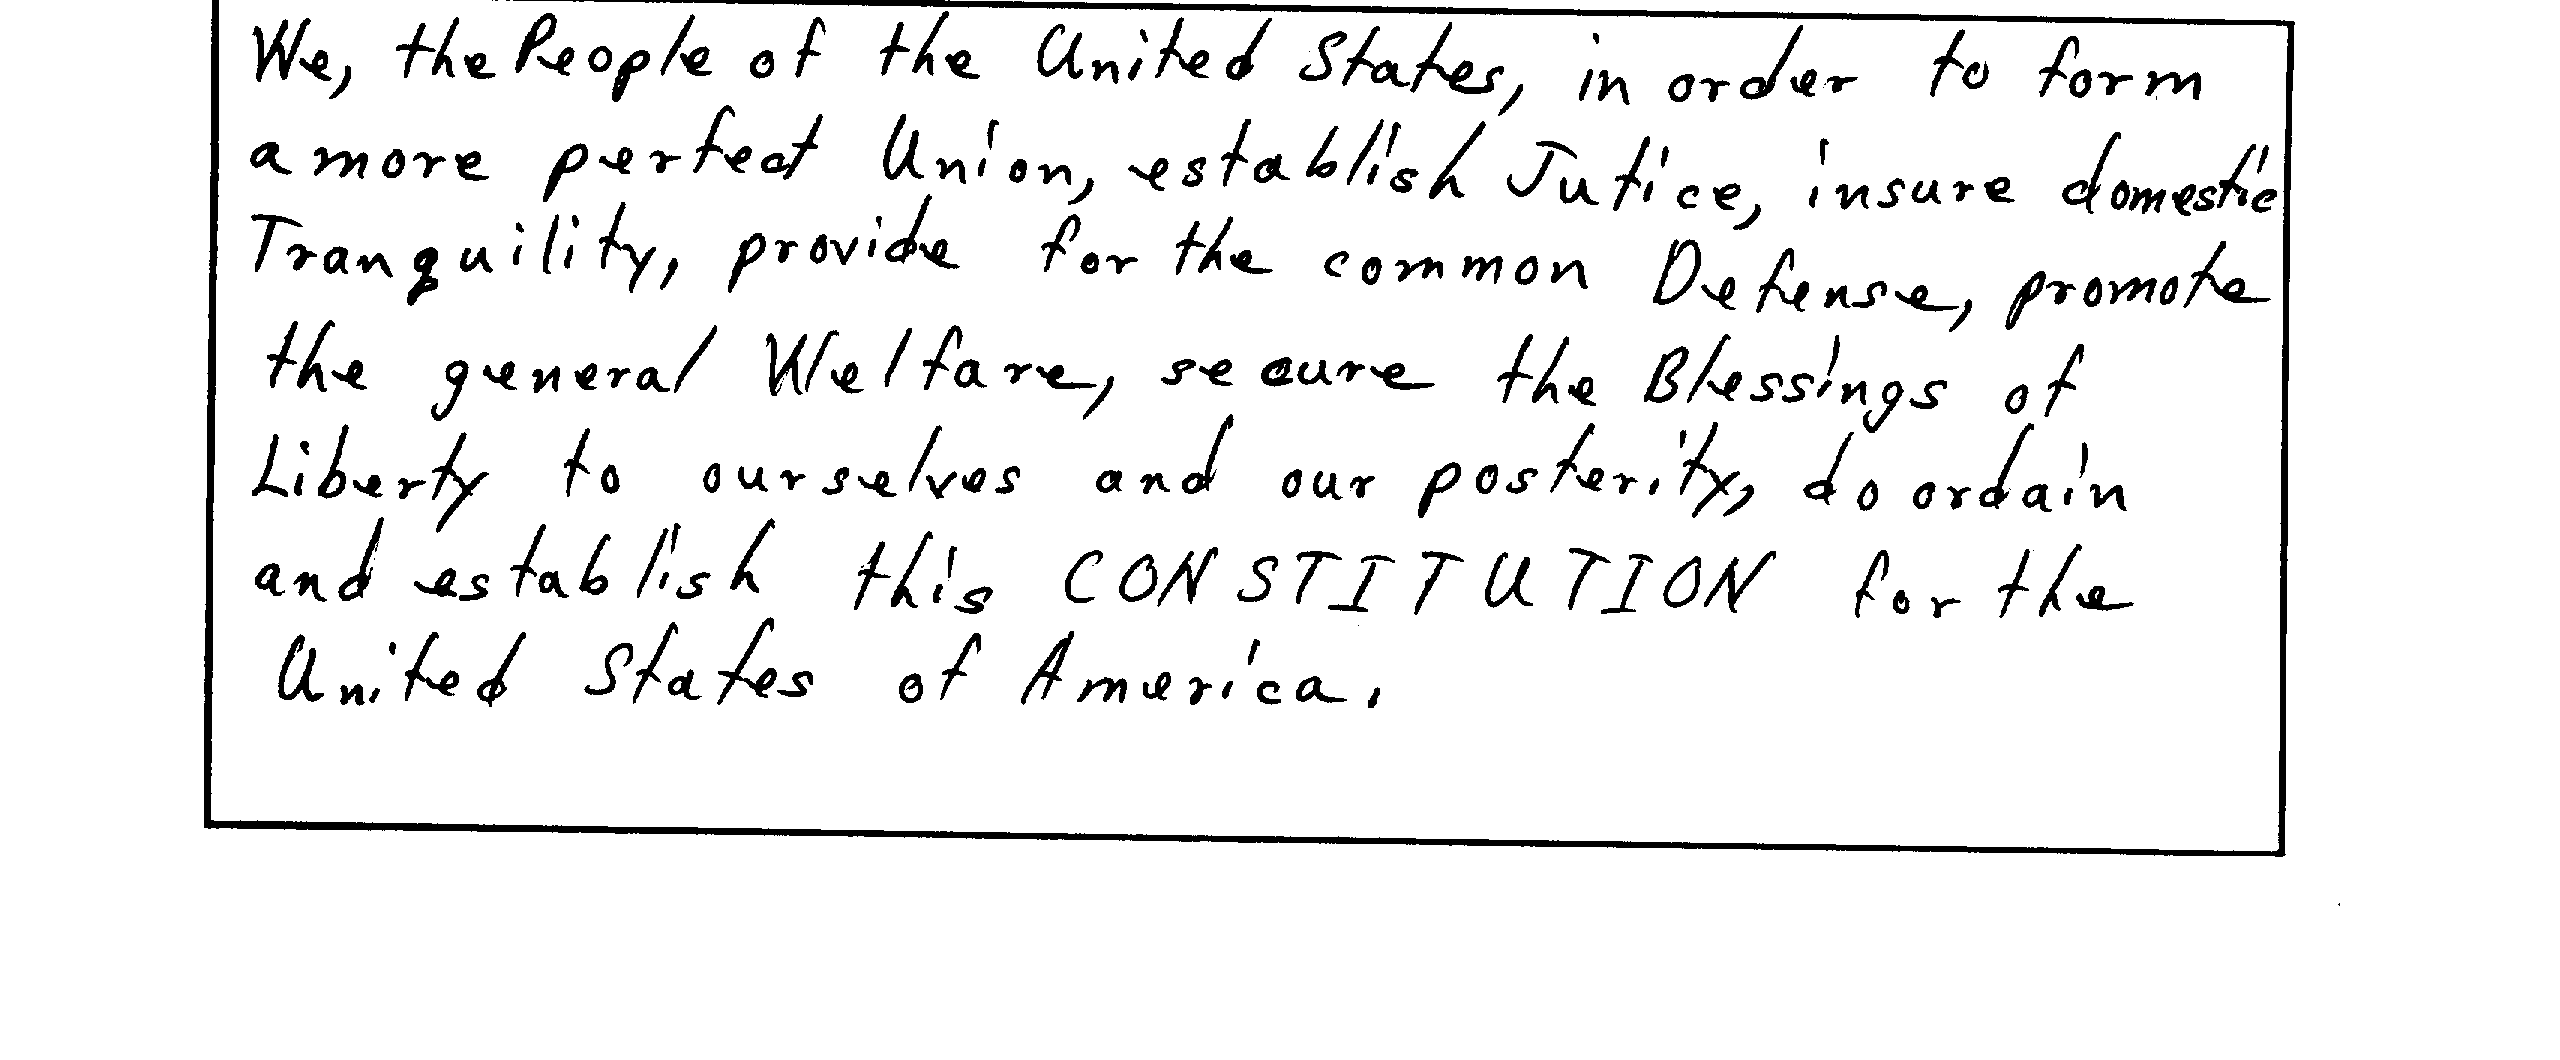 We, the People of the United States, in order to form
a more perfect Union, establish Jutice, insure domestic
Tranquility, provide for the common Defense, promote
the general Welfare, secure the Blessings of
Liberty to ourselves and our posterity, do ordain
and establish this CONSTITUTION for the
United States of America.